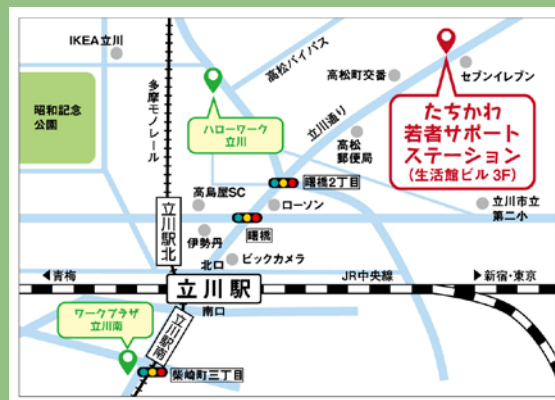 IKEA立川
多摩モノレール
高松バイパス
高松町交番
セブンイレブン
昭和記念
公園
ハローワーク
立川
立川通り
高松
郵便局
たちかわ
若者サポート
ステーション
(生活館ビル 3F)
曙橋2丁目
高島屋SC
ローソン
立川市立
第二小
立川駅北
曙橋
伊勢丹
北口
ビックカメラ
青梅
JR中央線
新宿・東京
立川駅
ワークプラザ
立川南
南口
立川駅南
柴崎町三丁目